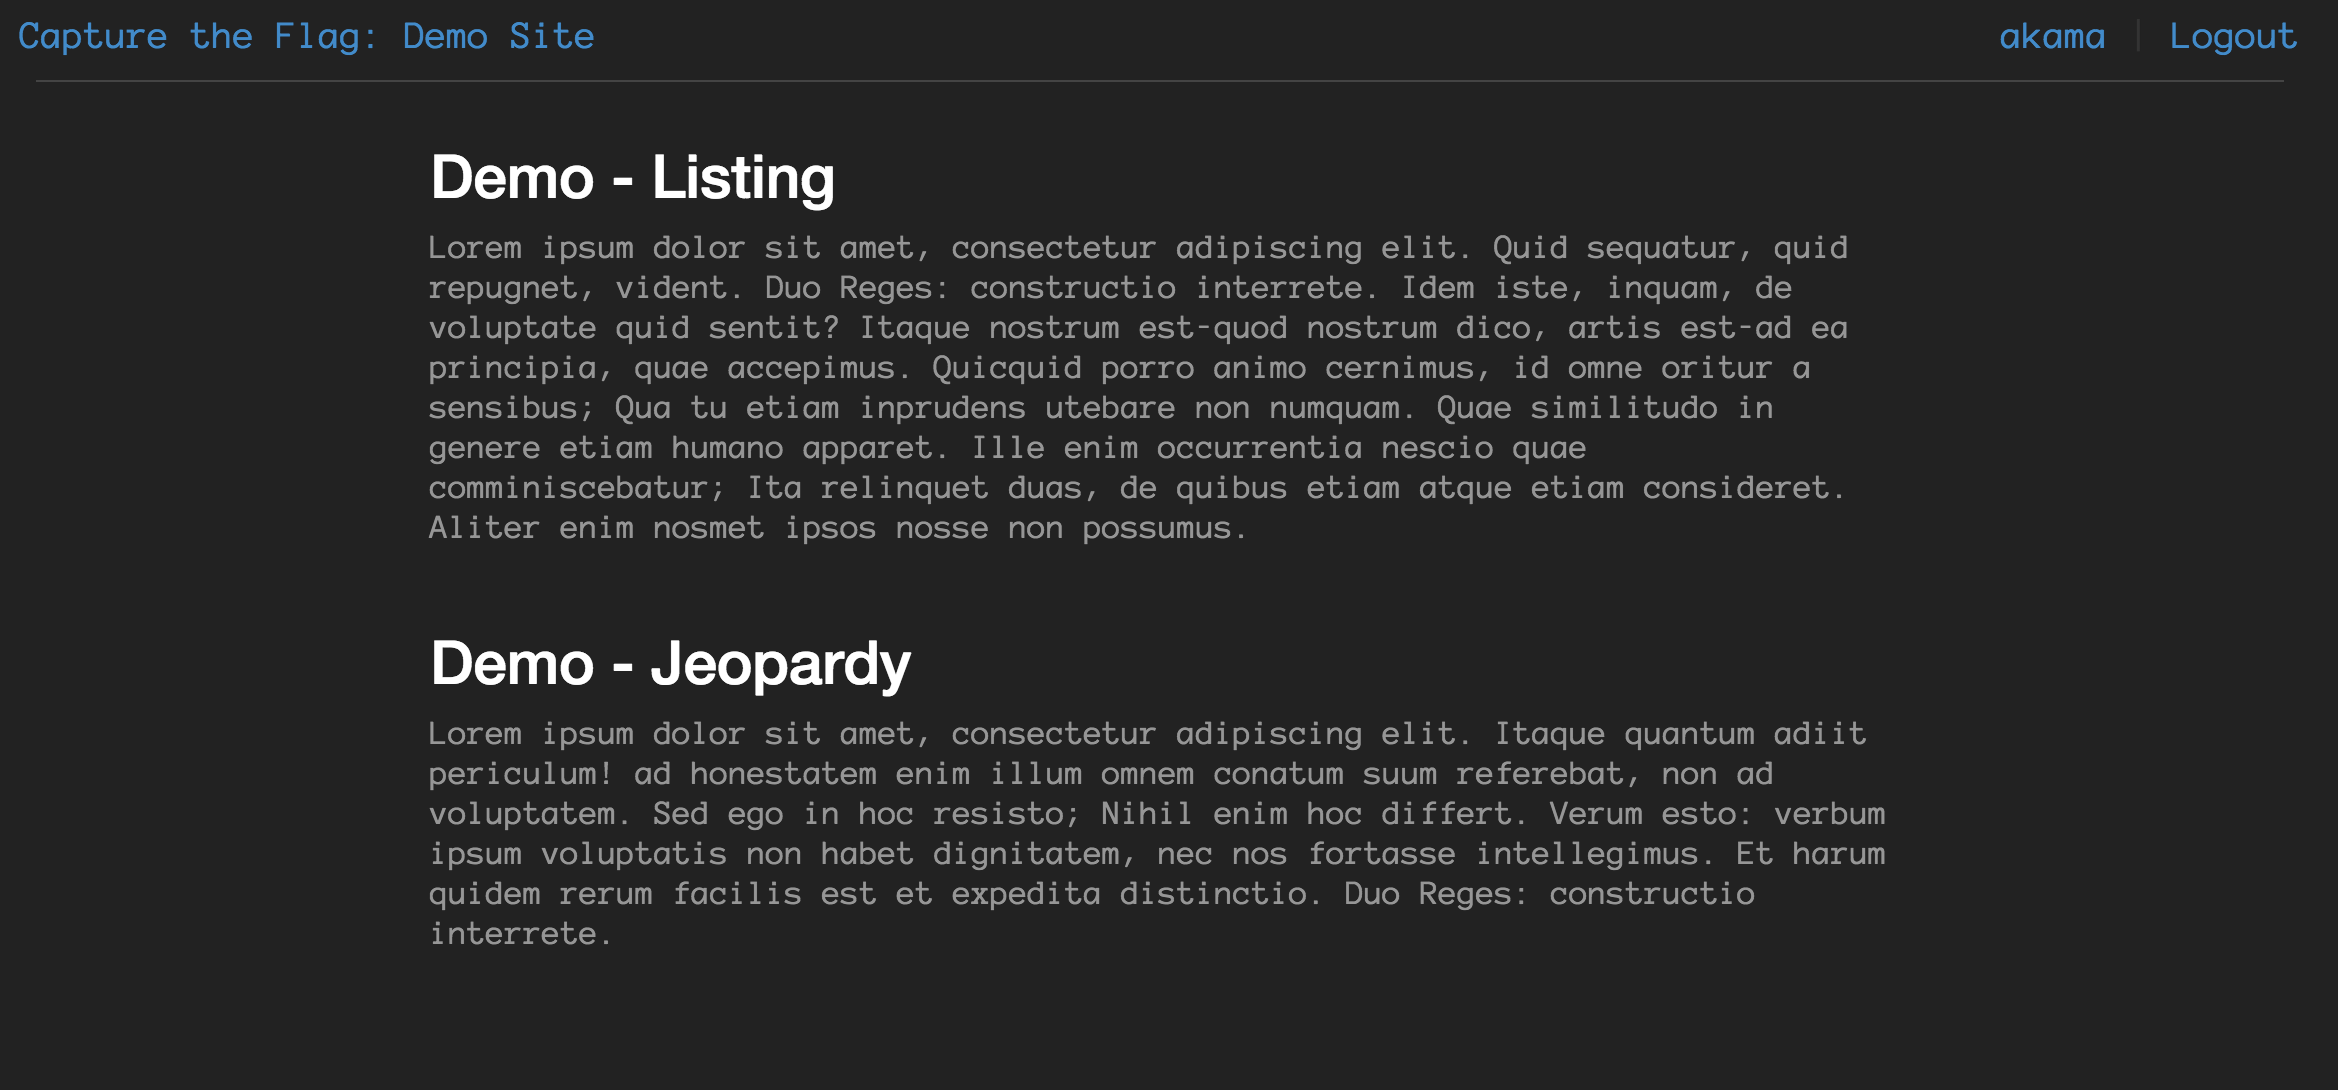 Capture the Flag: Demo Site
akama | Logout
Demo - Listing
Lorem ipsum dolor sit amet, consectetur adipiscing elit. Quid sequatur, quid
repugnet, vident. Duo Reges: constructio interrete. Idem iste, inquam, de
voluptate quid sentit? Itaque nostrum est-quod nostrum dico, artis est-ad ea
principia, quae accepimus. Quicquid porro animo cernimus, id omne oritur a
sensibus; Qua tu etiam inprudens utebare non numquam. Quae similitudo in
genere etiam humano apparet. Ille enim occurrentia nescio quae
comminiscebatur; Ita relinquet duas, de quibus etiam atque etiam consideret.
Aliter enim nosmet ipsos nosse non possumus.
Demo - Jeopardy
Lorem ipsum dolor sit amet, consectetur adipiscing elit. Itaque quantum adiit
periculum! ad honestatem enim illum omnem conatum suum referebat, non ad
voluptatem. Sed ego in hoc resisto; Nihil enim hoc differt. Verum esto: verbum
ipsum voluptatis non habet dignitatem, nec nos fortasse intellegimus. Et harum
quidem rerum facilis est et expedita distinctio. Duo Reges: constructio
interrete.